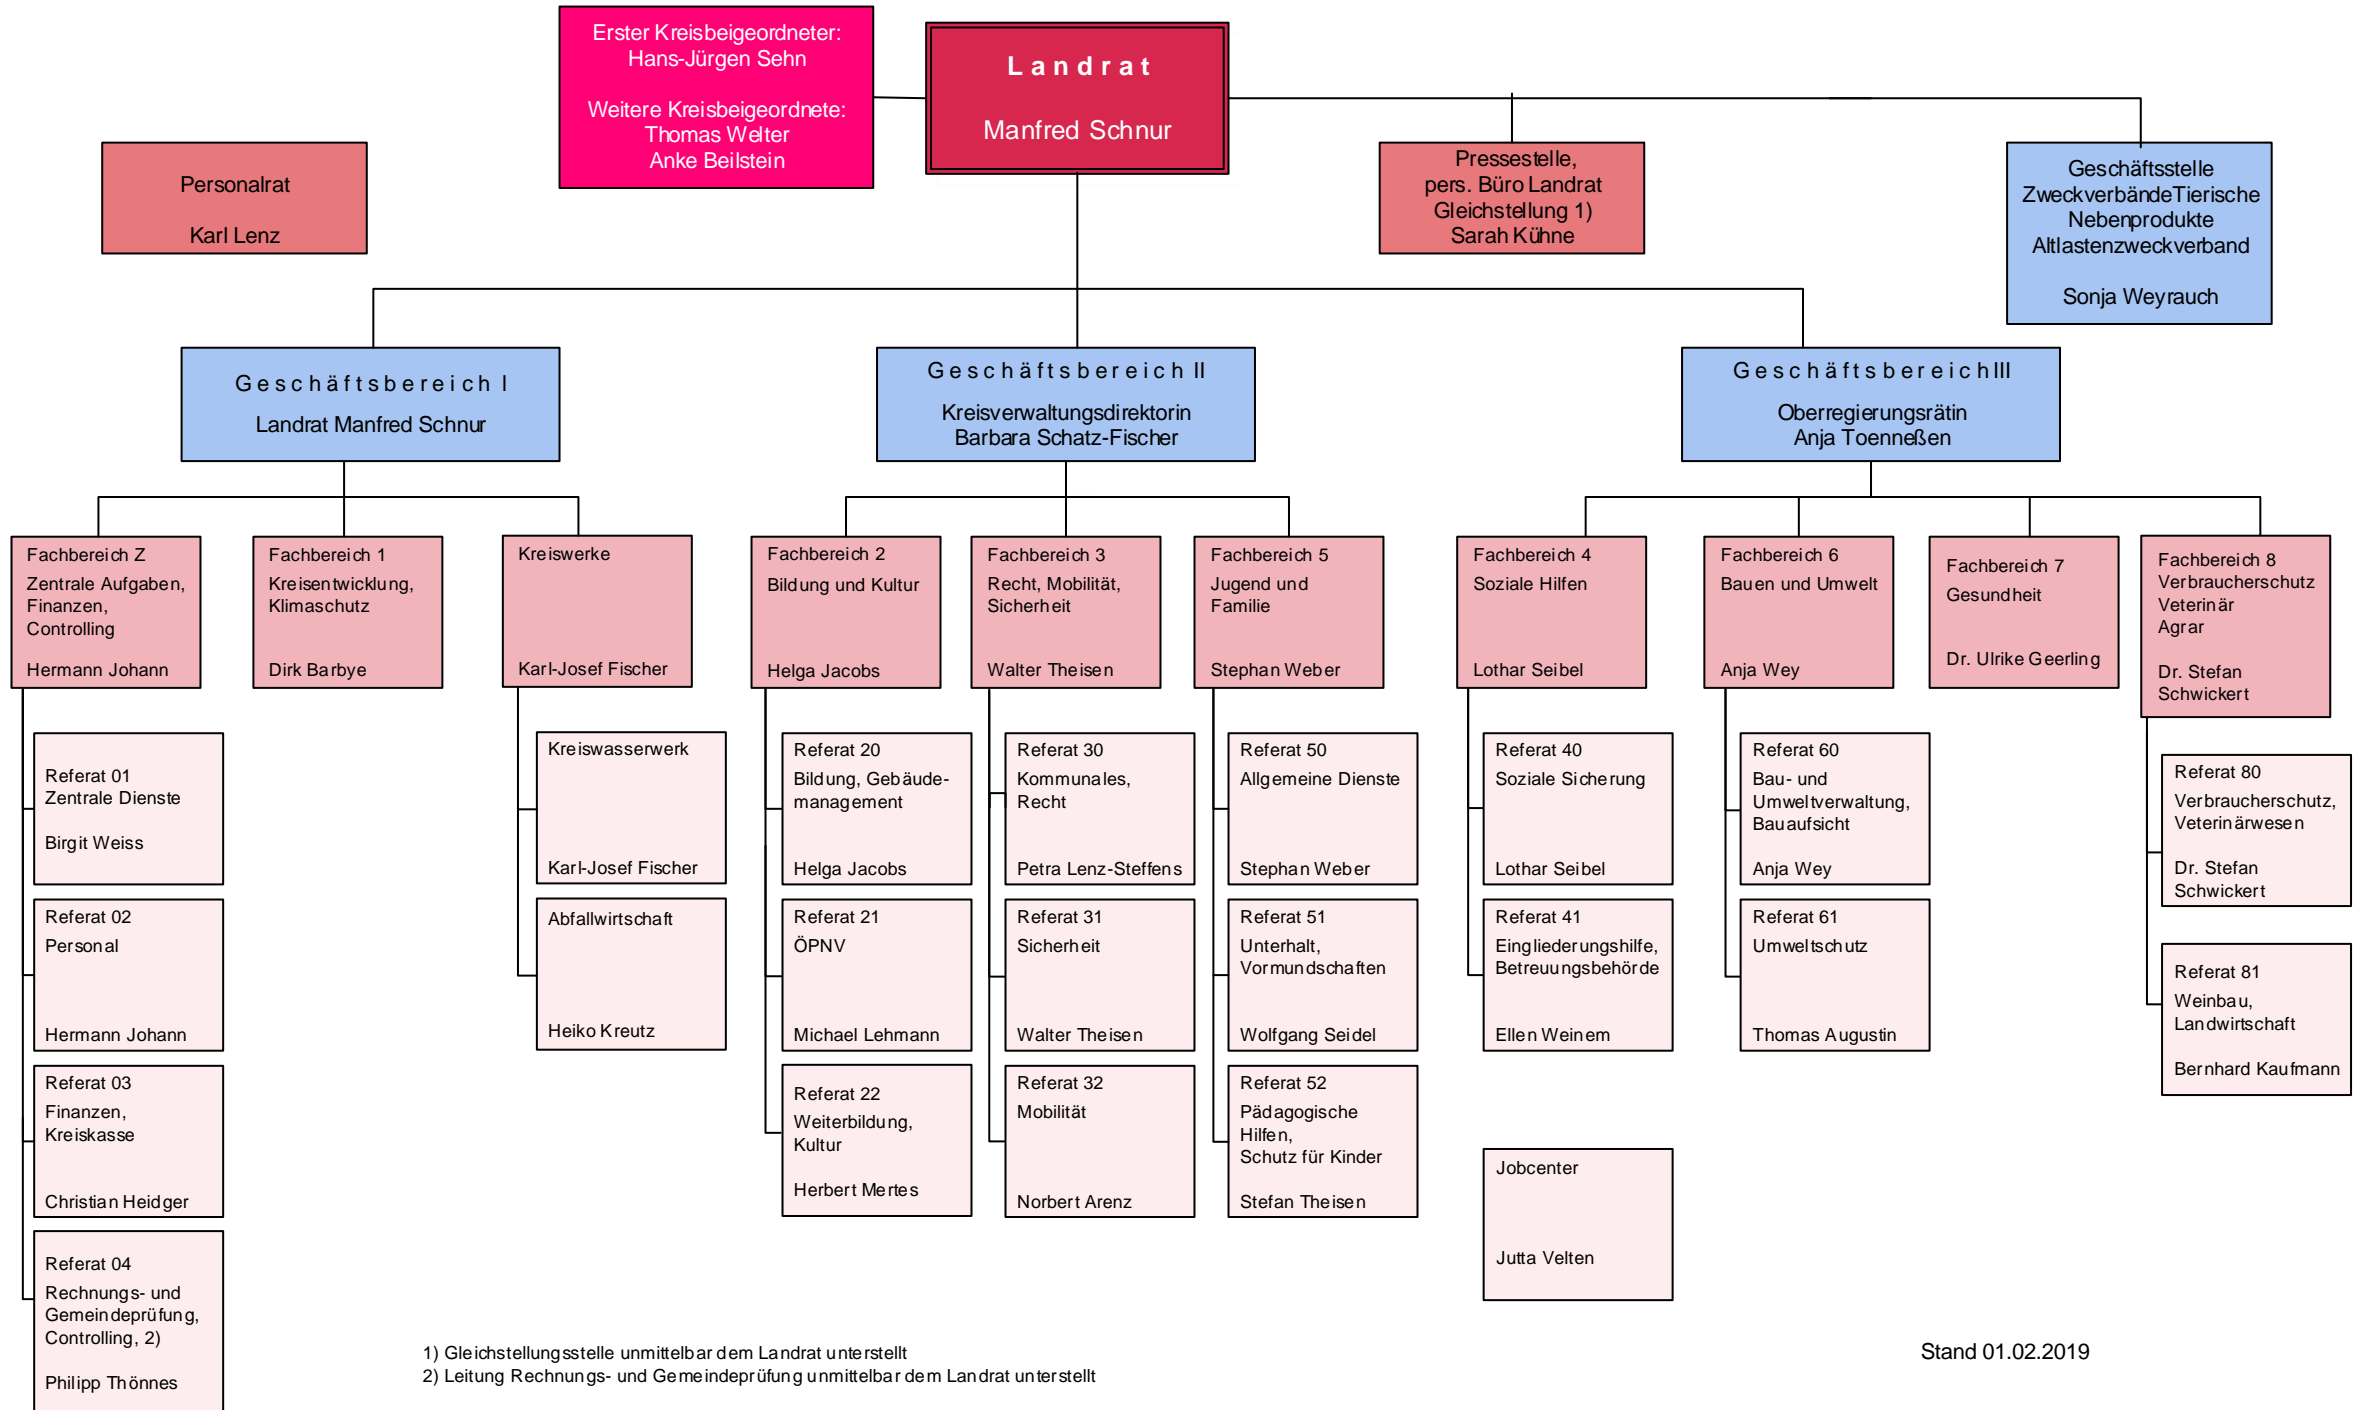 Erster Kreisbeigeordneter:
Hans-Jürgen Sehn
Weitere Kreisbeigeordnete:
Thomas Welter
Anke Beilstein
Landrat
Manfred Schnur
Personalrat
Karl Lenz
Pressestelle,
pers. Büro Landrat
Gleichstellung 1)
Sarah Kühne
Geschäftsstelle
ZweckverbändeTierische
Nebenprodukte
Altlastenzweckverband
Sonja Weyrauch
Geschäftsbereich I
Landrat Manfred Schnur
Geschäftsbereich II
Kreisverwaltungsdirektorin
Barbara Schatz-Fischer
Geschäftsbereich III
Oberregierungsrätin
Anja Toenneßen
Fachbereich Z
Zentrale Aufgaben,
Finanzen,
Controlling
Hermann Johann
Fachbereich 1
Kreisentwicklung,
Klimaschutz
Dirk Barbye
Kreiswerke
Karl-Josef Fischer
Fachbereich 2
Bildung und Kultur
Helga Jacobs
Fachbereich 3
Recht, Mobilität,
Sicherheit
Walter Theisen
Fachbereich 5
Jugend und
Familie
Stephan Weber
Fachbereich 4
Soziale Hilfen
Lothar Seibel
Fachbereich 6
Bauen und Umwelt
Anja Wey
Fachbereich 7
Gesundheit
Dr. Ulrike Geerling
Fachbereich 8
Verbraucherschutz
Veterinär
Agrar
Dr. Stefan
Schwickert
Referat 01
Zentrale Dienste
Birgit Weiss
Referat 02
Personal
Hermann Johann
Referat 03
Finanzen,
Kreiskasse
Christian Heidger
Referat 04
Rechnungs- und
Gemeindeprüfung,
Controlling, 2)
Philipp Thönnes
Kreiswasserwerk
Karl-Josef Fischer
Abfallwirtschaft
Heiko Kreutz
Referat 20
Bildung, Gebäude-
management
Helga Jacobs
Referat 21
ÖPNV
Michael Lehmann
Referat 22
Weiterbildung,
Kultur
Herbert Mertes
Referat 30
Kommunales,
Recht
Petra Lenz-Steffens
Referat 31
Sicherheit
Walter Theisen
Referat 32
Mobilität
Norbert Arenz
Referat 50
Allgemeine Dienste
Stephan Weber
Referat 51
Unterhalt,
Vormundschaften
Wolfgang Seidel
Referat 52
Pädagogische
Hilfen,
Schutz für Kinder
Stefan Theisen
Referat 40
Soziale Sicherung
Lothar Seibel
Referat 41
Eingliederungshilfe,
Betreuungsbehörde
Ellen Weinem
Jobcenter
Jutta Velten
Referat 60
Bau- und
Umweltverwaltung,
Bauaufsicht
Anja Wey
Referat 61
Umweltschutz
Thomas Augustin
Referat 80
Verbraucherschutz,
Veterinärwesen
Dr. Stefan
Schwickert
Referat 81
Weinbau,
Landwirtschaft
Bernhard Kaufmann
1) Gleichstellungsstelle unmittelbar dem Landrat unterstellt
2) Leitung Rechnungs- und Gemeindeprüfung unmittelbar dem Landrat unterstellt
Stand 01.02.2019